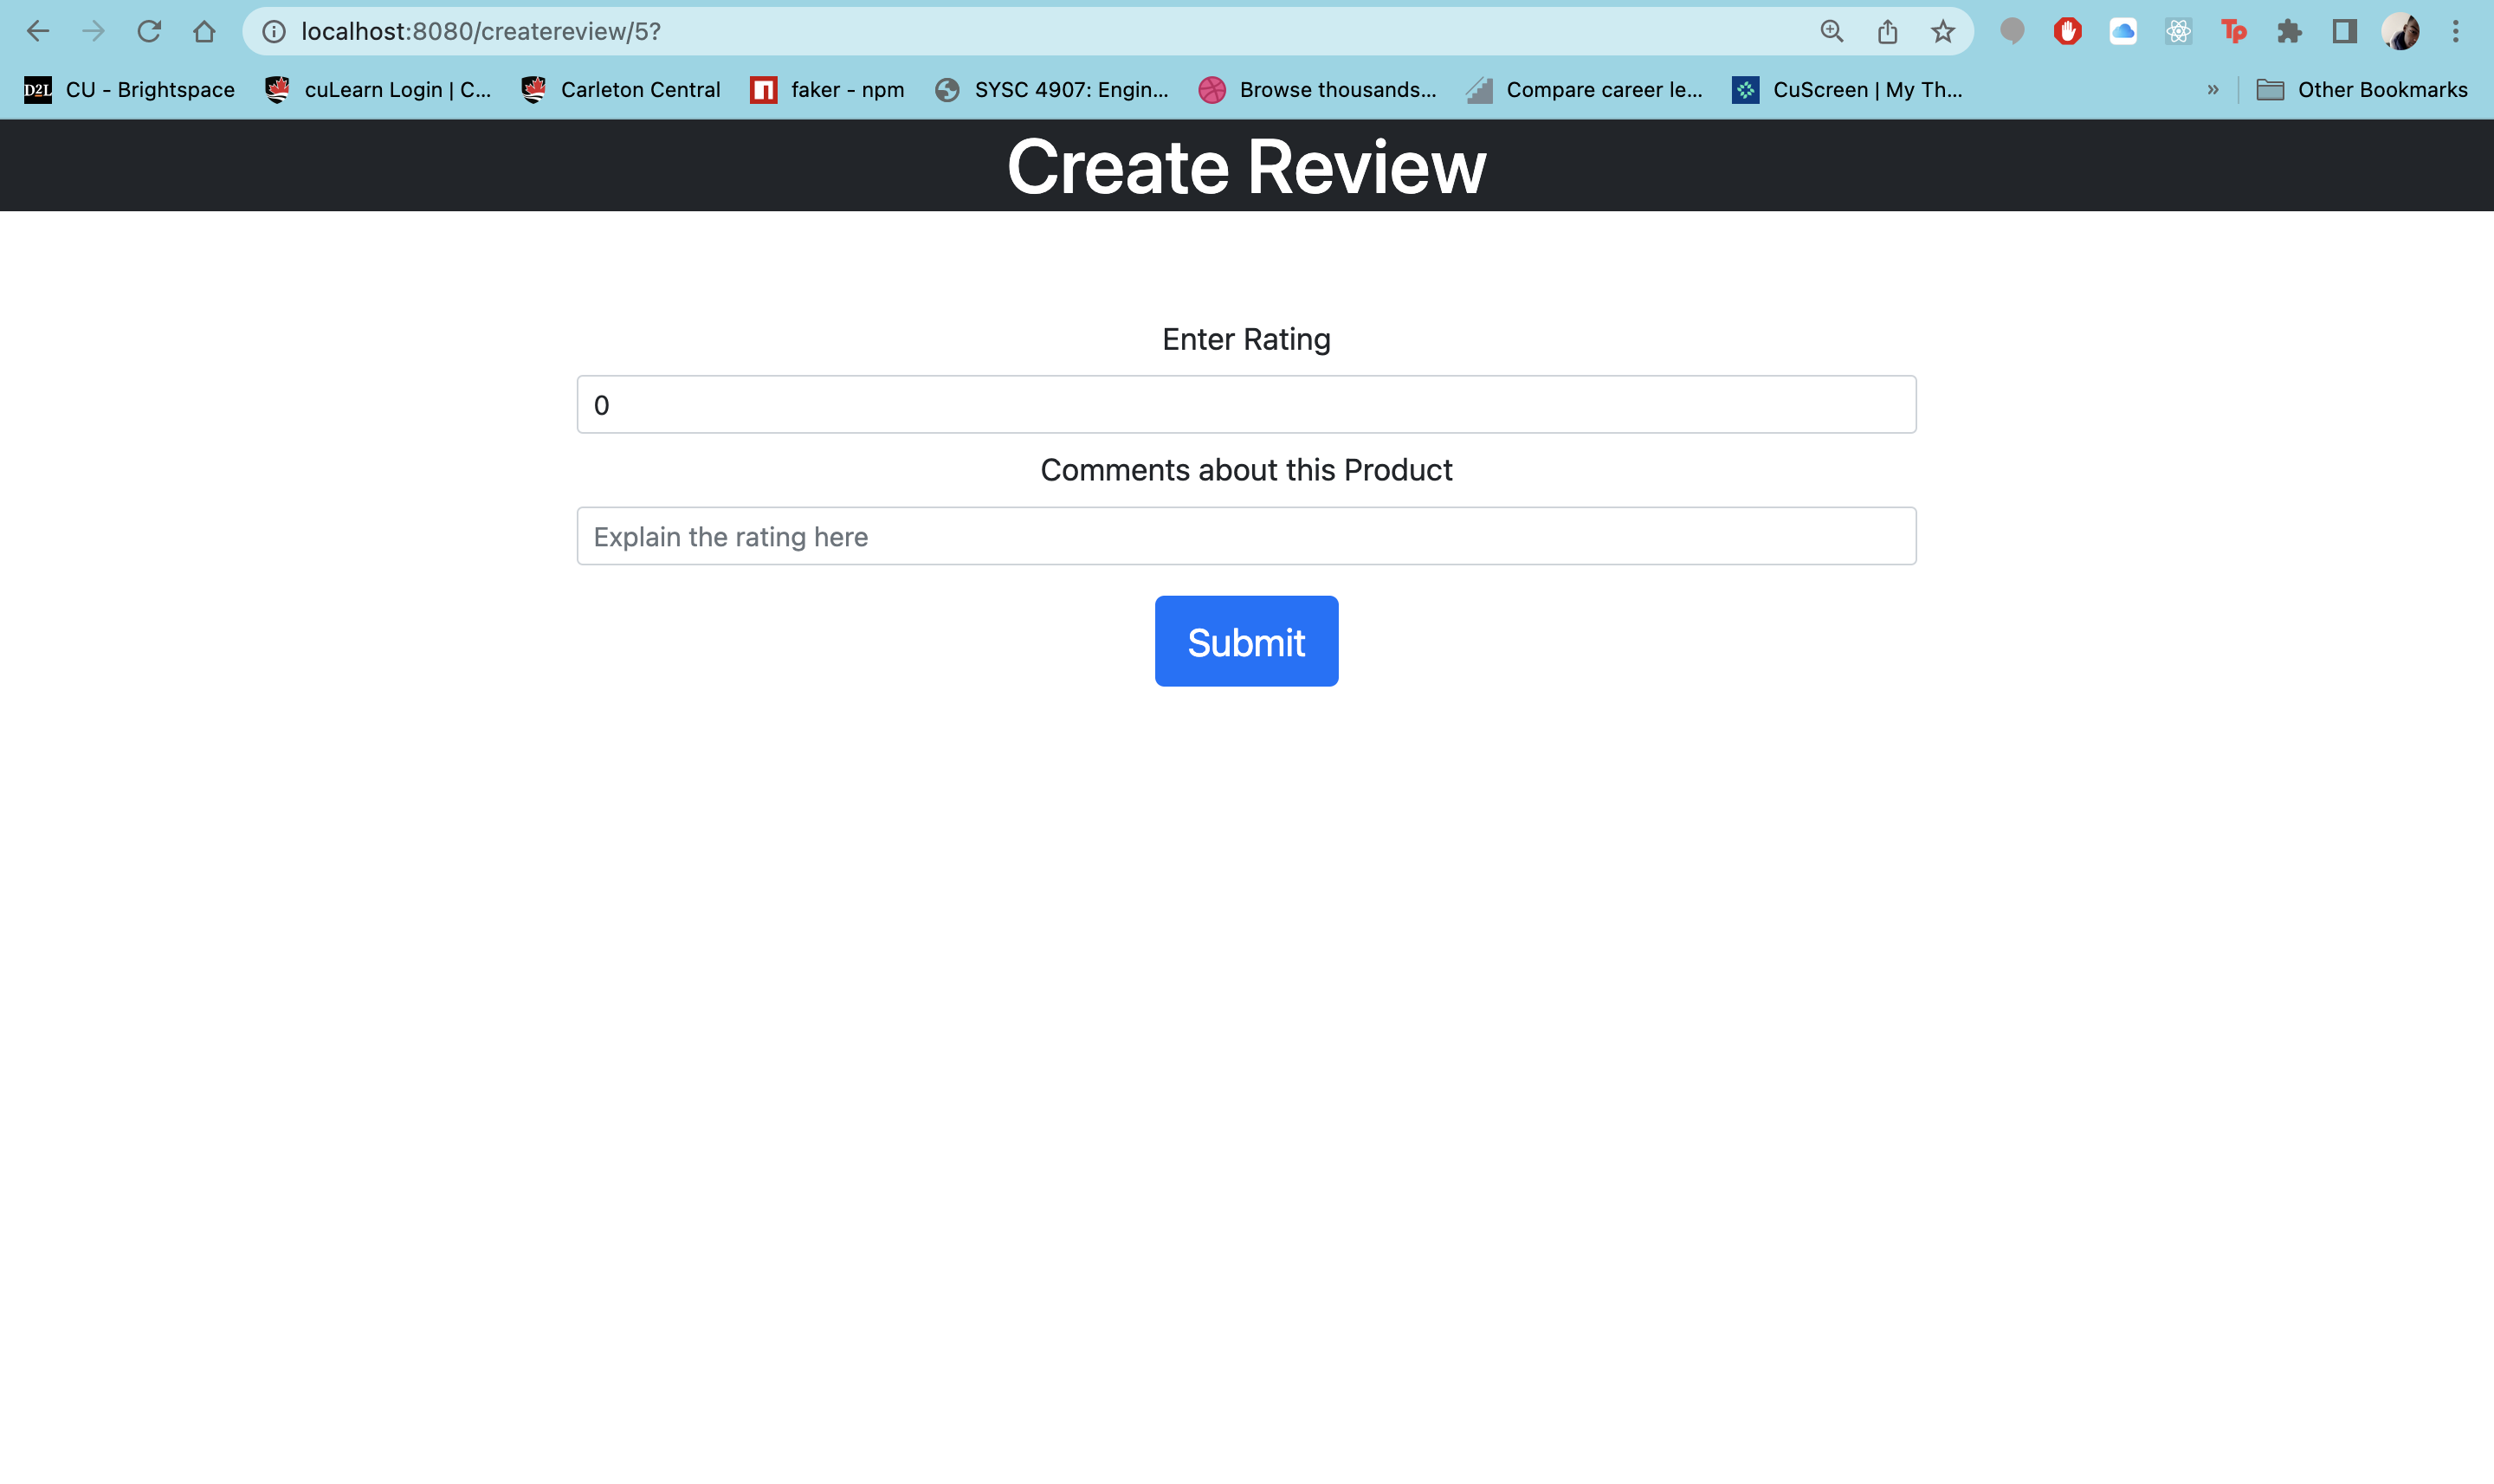 localhost:8080/createreview/5?
D2L CU - Brightspace cuLearn Login | C... Carleton Central faker - npm SYSC 4907: Engin... Browse thousands... Compare career le... CuScreen | My Th... » Other Bookmarks
Create Review
Enter Rating
0
Comments about this Product
Explain the rating here
Submit